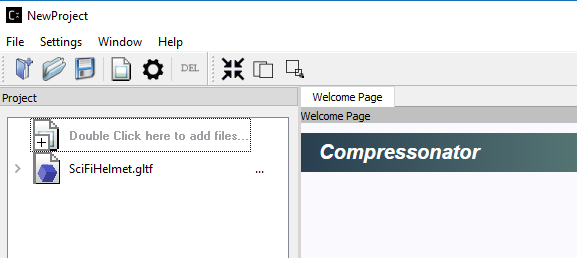 NewProject
File Settings Window Help
DEL
Project
Double Click here to add files...
SciFiHelmet.gltf ...
Welcome Page
Welcome Page
Compressonator